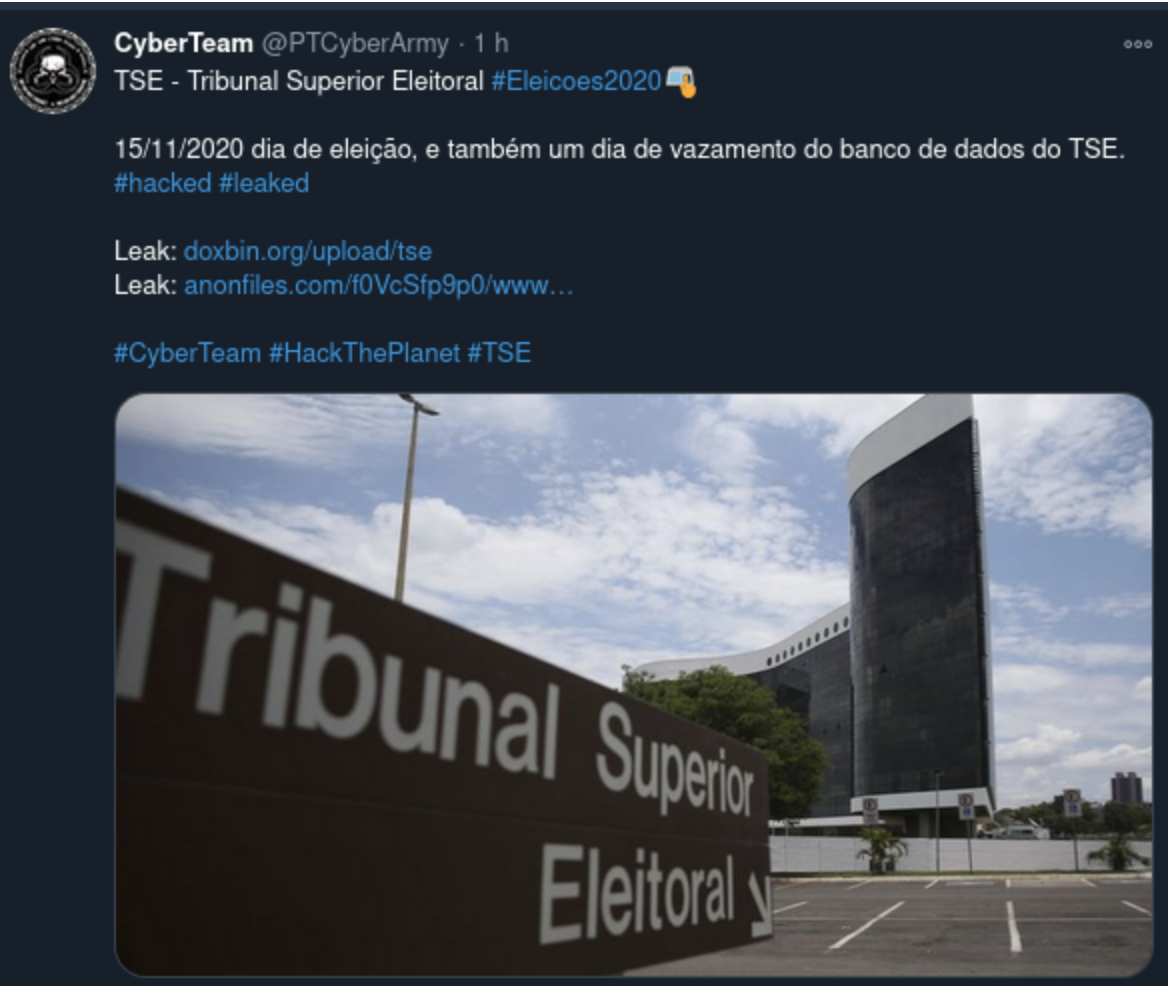 CyberTeam @PTCyberArmy · 1 h
TSE - Tribunal Superior Eleitoral #Eleicoes2020
15/11/2020 dia de eleição, e também um dia de vazamento do banco de dados do TSE.
#hacked #leaked
Leak: doxbin.org/upload/tse
Leak: anonfiles.com/f0VcSfp9p0/www…
#CyberTeam #HackThePlanet #TSE
Tribunal Superior
Eleitoral